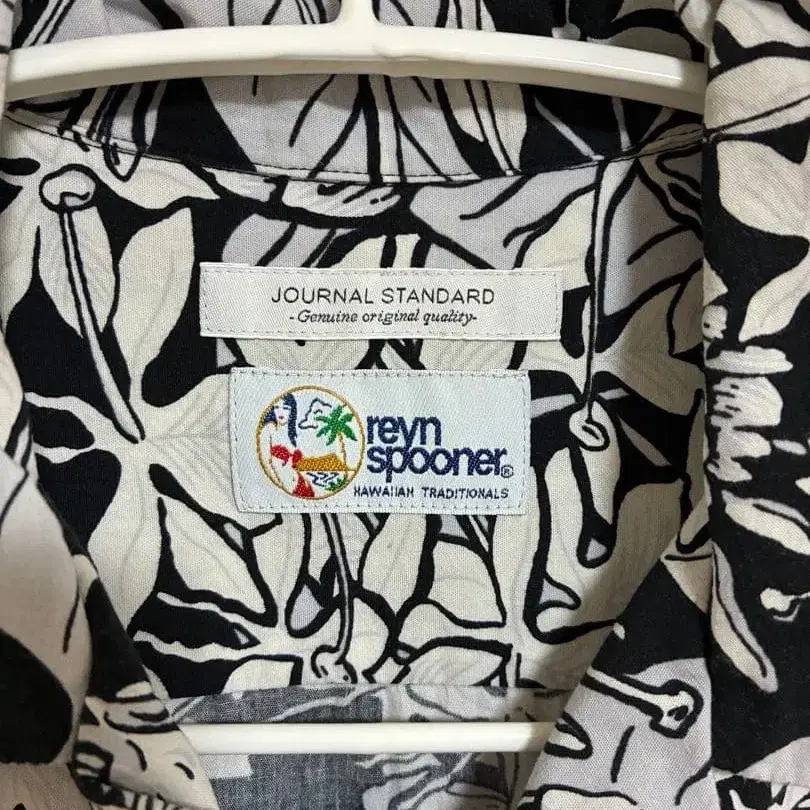 JOURNAL STANDARD
-Genuine original quality-
reyn
spooner®
HAWAIIAN TRADITIONALS